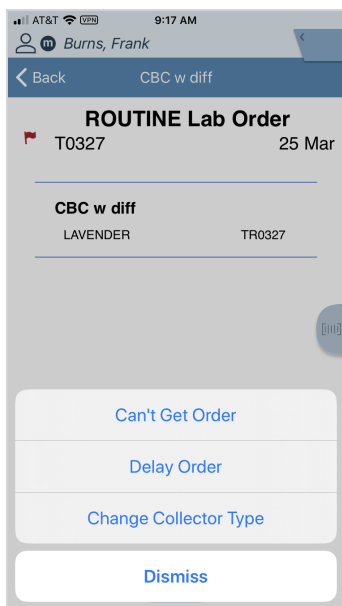 AT&T VPN 9:17 AM
m Burns, Frank
Back CBC w diff
ROUTINE Lab Order
T0327 25 Mar
CBC w diff
LAVENDER TR0327
Can't Get Order
Delay Order
Change Collector Type
Dismiss